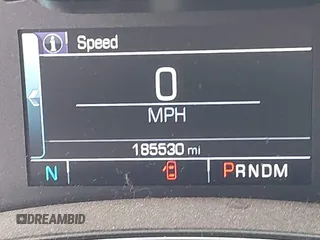 Speed
0
MPH
185530 mi
N PRNDM
DREAMBID